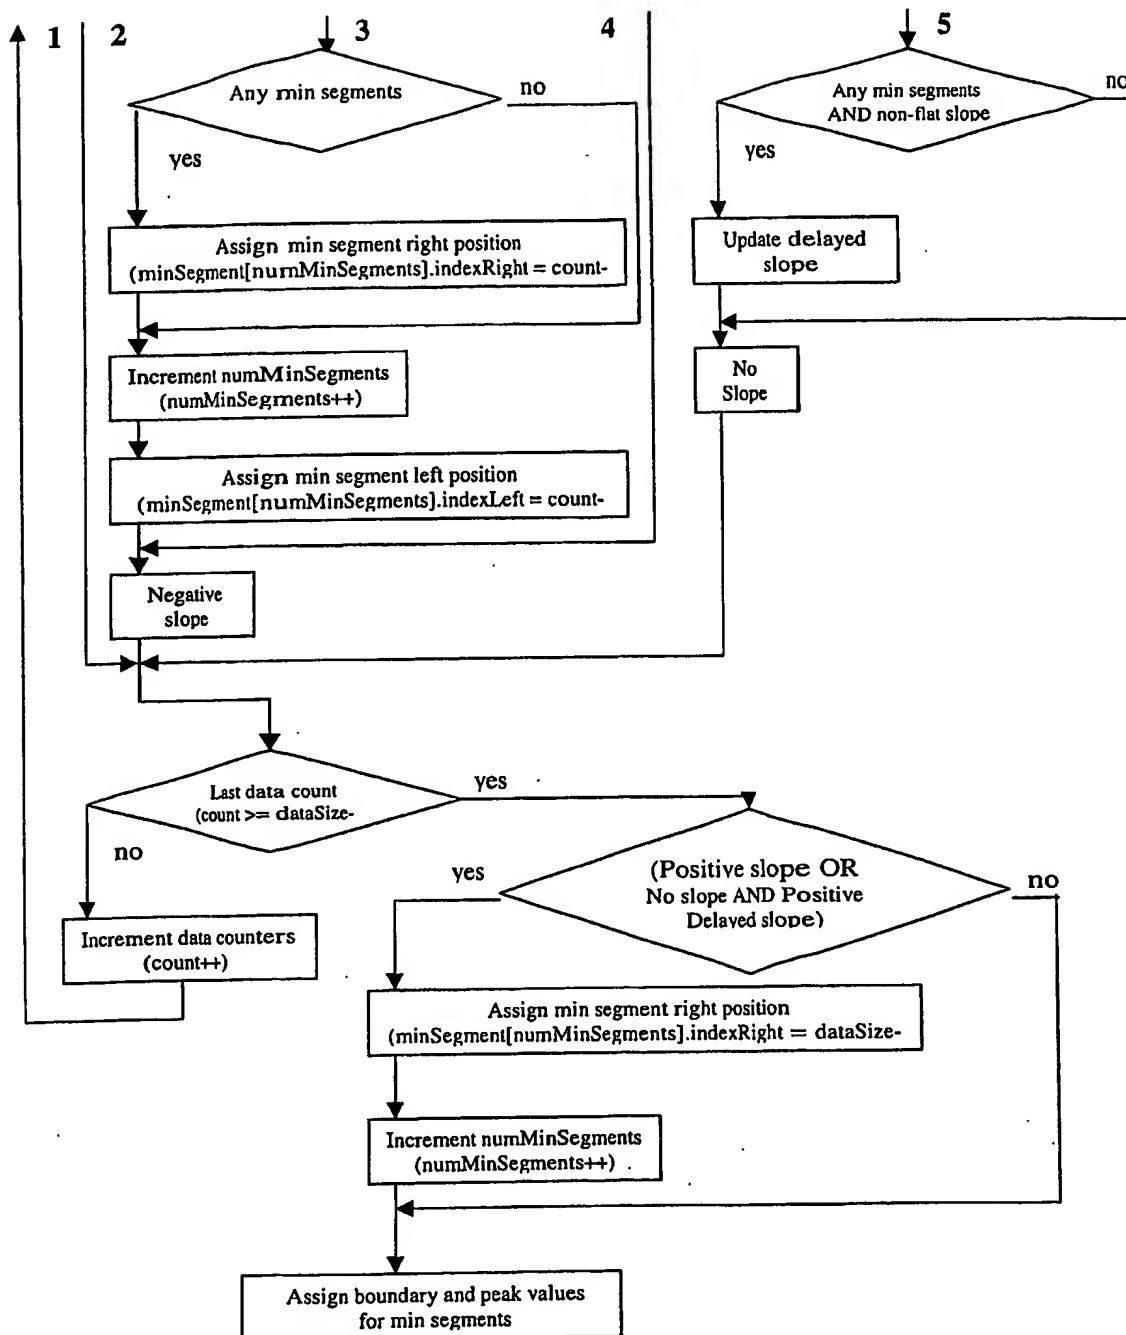 1 2 3 4 5
Any min segments
no
yes
Any min segments
AND non-flat slope
no
yes
Assign min segment right position
(minSegment[numMinSegments].indexRight = count-
Update delayed
slope
Increment numMinSegments
(numMinSegments++)
No
Slope
Assign min segment left position
(minSegment[numMinSegments].indexLeft = count-
Negative
slope
Last data count
(count >= dataSize-
yes
no
(Positive slope OR
No slope AND Positive
Delayed slope)
yes
no
Increment data counters
(count++)
Assign min segment right position
(minSegment[numMinSegments].indexRight = dataSize-
Increment numMinSegments
(numMinSegments++)
Assign boundary and peak values
for min segments